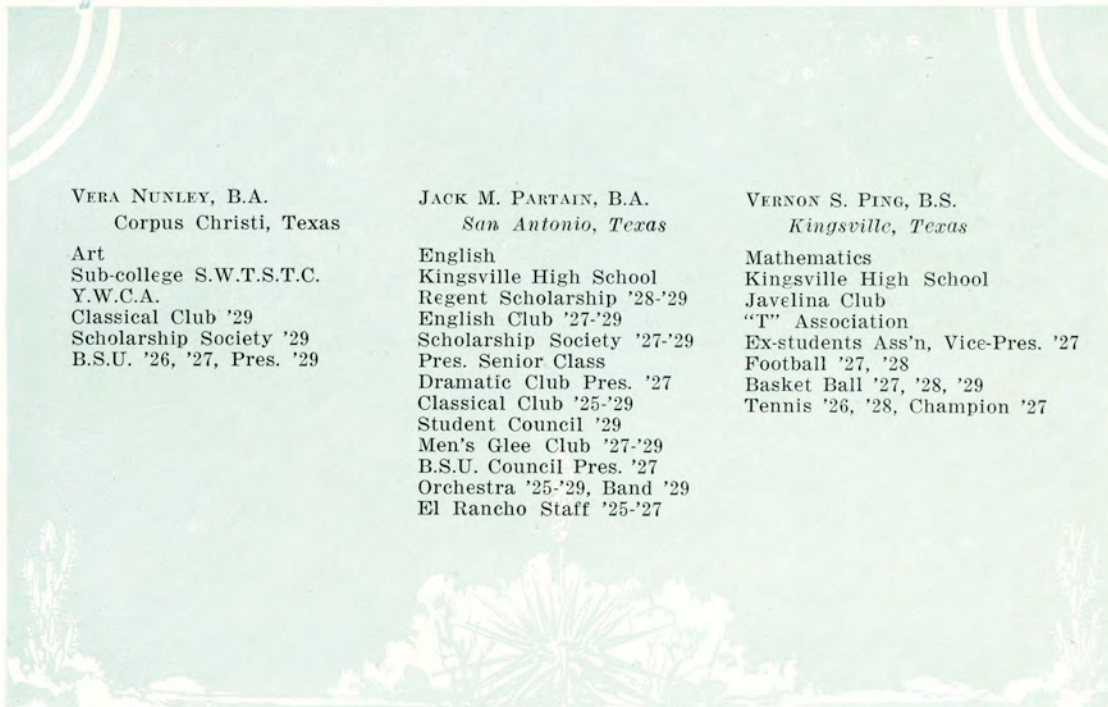 VERA NUNLEY, B.A.
Corpus Christi, Texas
Art
Sub-college S.W.T.S.T.C.
Y.W.C.A.
Classical Club '29
Scholarship Society '29
B.S.U. '26, '27, Pres. '29
JACK M. PARTAIN, B.A.
San Antonio, Texas
English
Kingsville High School
Regent Scholarship '28-'29
English Club '27-'29
Scholarship Society '27-'29
Pres. Senior Class
Dramatic Club Pres. '27
Classical Club '25-'29
Student Council '29
Men's Glee Club '27-'29
B.S.U. Council Pres. '27
Orchestra '25-'29, Band '29
El Rancho Staff '25-'27
VERNON S. PING, B.S.
Kingsville, Texas
Mathematics
Kingsville High School
Javelina Club
"T" Association
Ex-students Ass'n, Vice-Pres. '27
Football '27, '28
Basket Ball '27, '28, '29
Tennis '26, '28, Champion '27